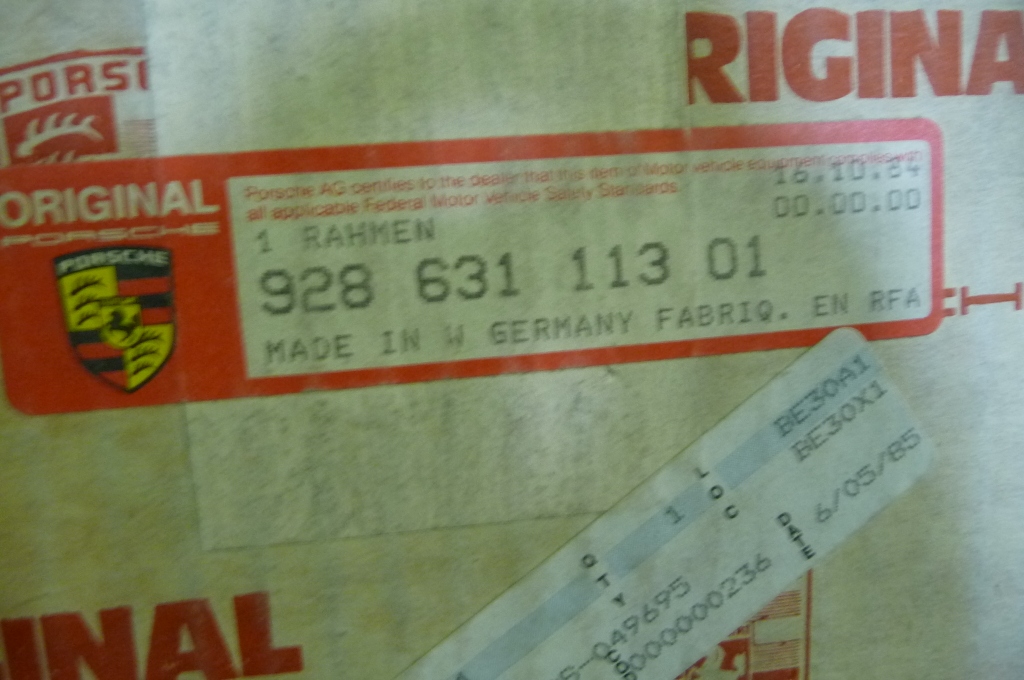 RIGINA
PORSC
ORIGINAL
PORSCHE
PORSCHE
Porsche AG certifies to the dealer that this item of Motor vehicle equipment complies with
all applicable Federal Motor vehicle Safety Standards.
16.10.84
00.00.00
1 RAHMEN
928 631 113 01
MADE IN W GERMANY FABRIQ. EN RFA
BE30A1
BE30X1
LOC
1
QTY
DATE 6/05/85
S-049695
0000000236
INAL